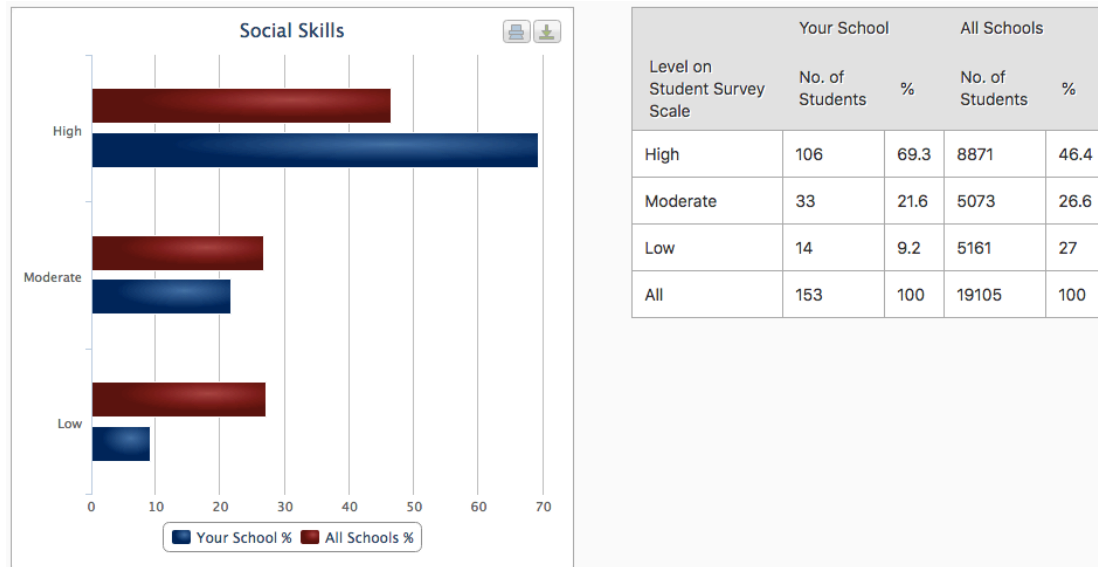 Social Skills
High
Moderate
Low
0 10 20 30 40 50 60 70
Your School % All Schools %
Your School All Schools
Level on
Student Survey
Scale
No. of
Students
%
No. of
Students
%
High 106 69.3 8871 46.4
Moderate 33 21.6 5073 26.6
Low 14 9.2 5161 27
All 153 100 19105 100